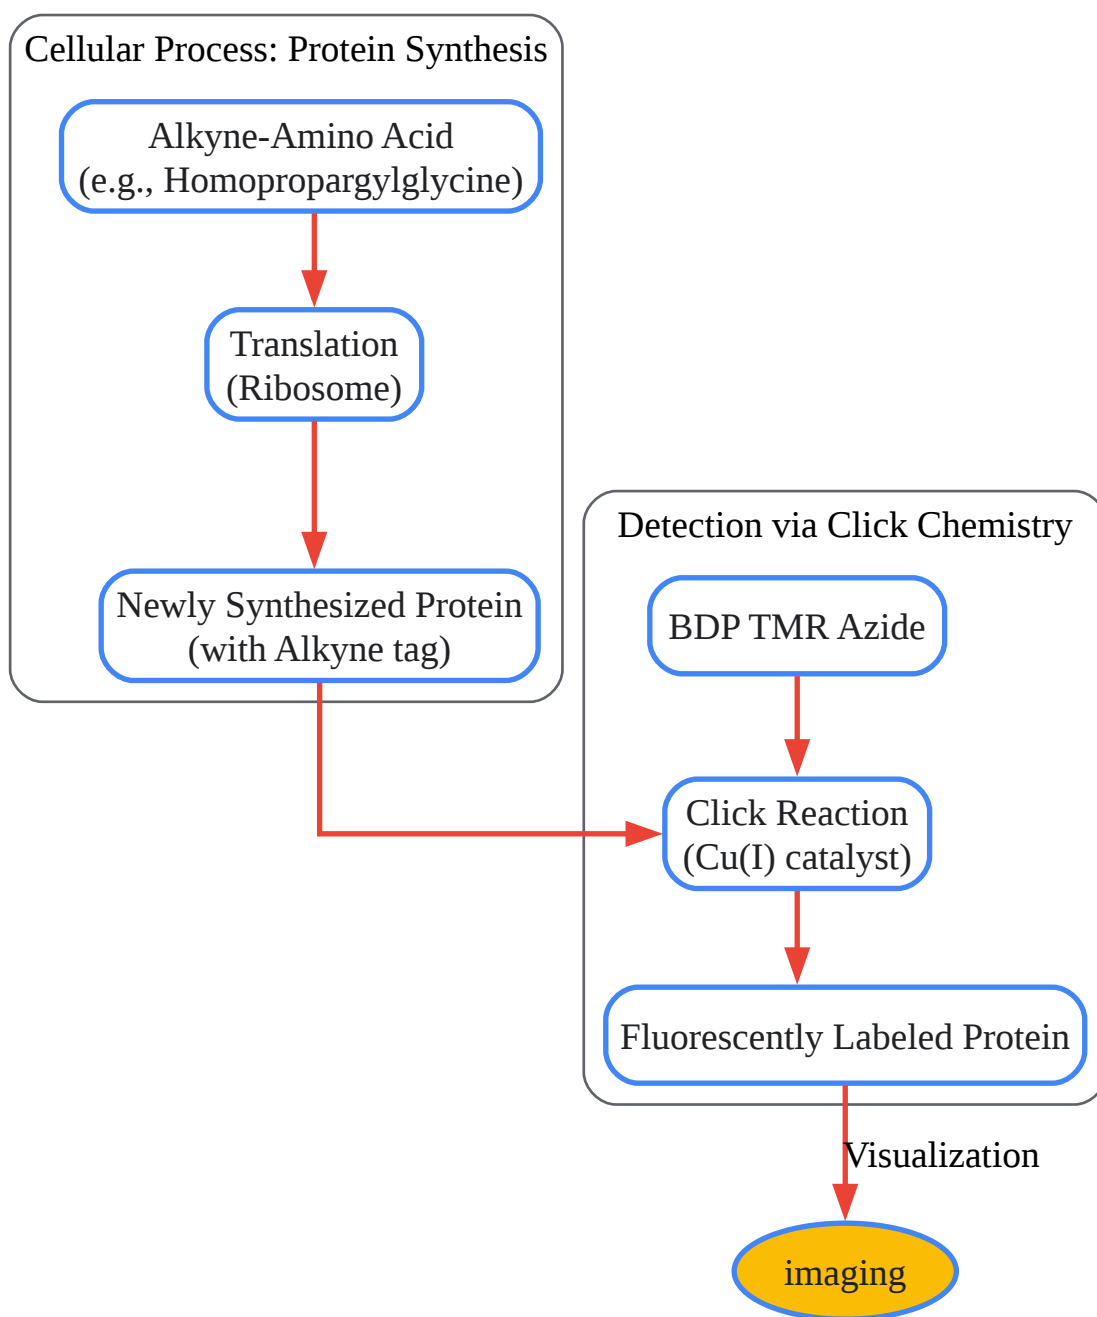 Cellular Process: Protein Synthesis
Alkyne-Amino Acid
(e.g., Homopropargylglycine)
Translation
(Ribosome)
Newly Synthesized Protein
(with Alkyne tag)
Detection via Click Chemistry
BDP TMR Azide
Click Reaction
(Cu(I) catalyst)
Fluorescently Labeled Protein
Visualization
imaging